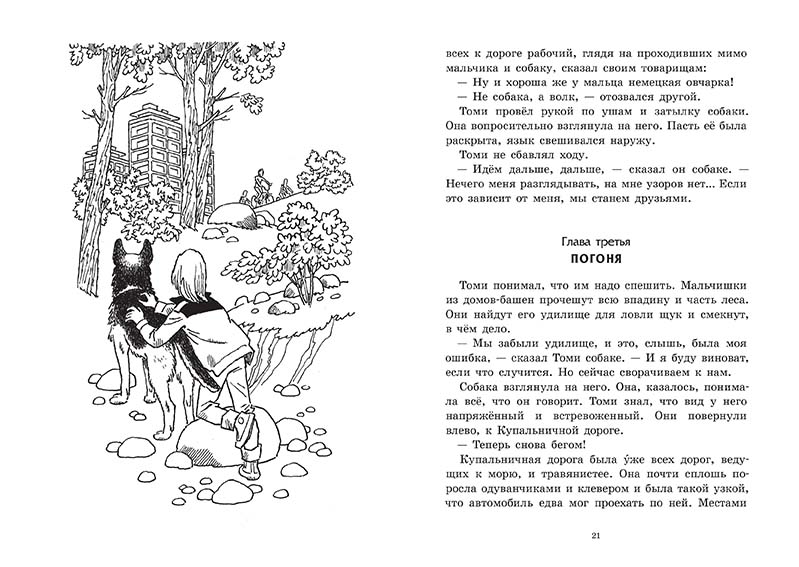 всех к дороге рабочий, глядя на проходивших мимо
мальчика и собаку, сказал своим товарищам:
— Ну и хороша же у мальца немецкая овчарка!
— Не собака, а волк, — отозвался другой.
Томи провёл рукой по ушам и затылку собаки.
Она вопросительно взглянула на него. Пасть её была
раскрыта, язык свешивался наружу.
Томи не сбавлял ходу.
— Идём дальше, дальше, — сказал он собаке. —
Нечего меня разглядывать, на мне узоров нет... Если
это зависит от меня, мы станем друзьями.
Глава третья
ПОГОНЯ
Томи понимал, что им надо спешить. Мальчишки
из домов-башен прочешут всю впадину и часть леса.
Они найдут его удилище для ловли щук и смекнут,
в чём дело.
— Мы забыли удилище, и это, слышь, была моя
ошибка, — сказал Томи собаке. — И я буду виноват,
если что случится. Но сейчас сворачиваем к нам.
Собака взглянула на него. Она, казалось, понима-
ла всё, что он говорит. Томи знал, что вид у него
напряжённый и встревоженный. Они повернули
влево, к Купальничной дороге.
— Теперь снова бегом!
Купальничная дорога была у́же всех дорог, веду-
щих к морю, и травянистее. Она почти сплошь по-
росла одуванчиками и клевером и была такой узкой,
что автомобиль едва мог проехать по ней. Местами
21